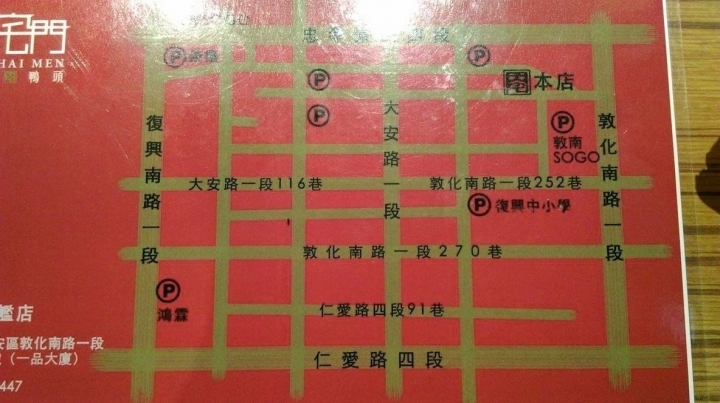 宅門
HAI MEN
鴨頭
忠孝東路四段
P
P
P
P
本店
P
敦南
SOGO
復興南路一段
大安路一段
敦化南路一段
大安路一段116巷
敦化南路一段252巷
P 復興中小學
敦化南路一段270巷
P
鴻霖
仁愛路四段91巷
仁愛路四段
艦店
安區敦化南路一段
（一品大廈）
447